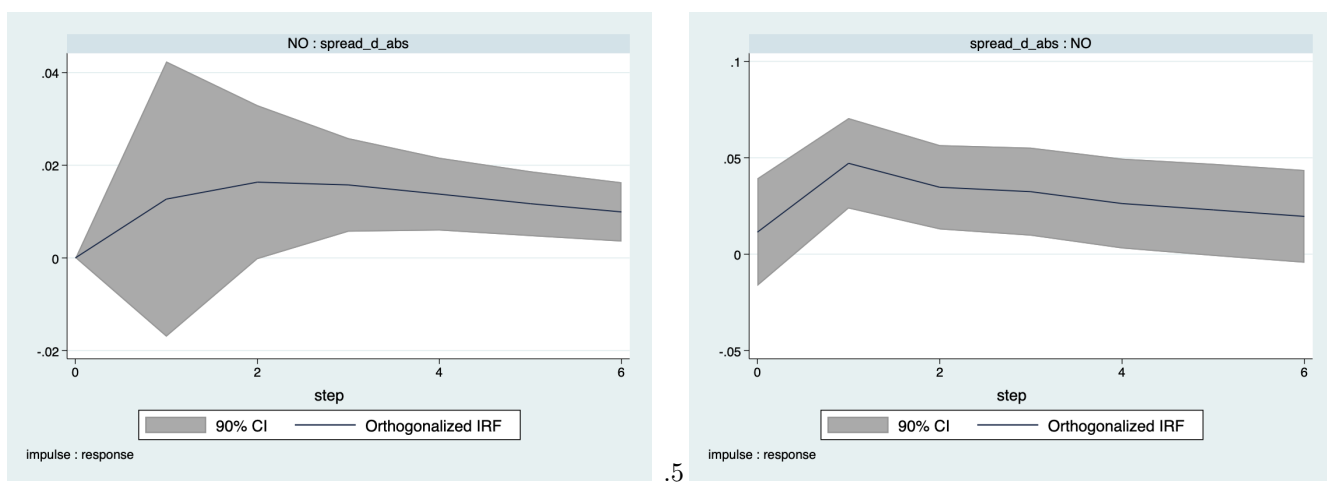 NO : spread_d_abs
.04
.02
0
-.02
0 2 4 6
step
90% CI Orthogonalized IRF
impulse : response
.5
spread_d_abs : NO
.1
.05
0
-.05
0 2 4 6
step
90% CI Orthogonalized IRF
impulse : response